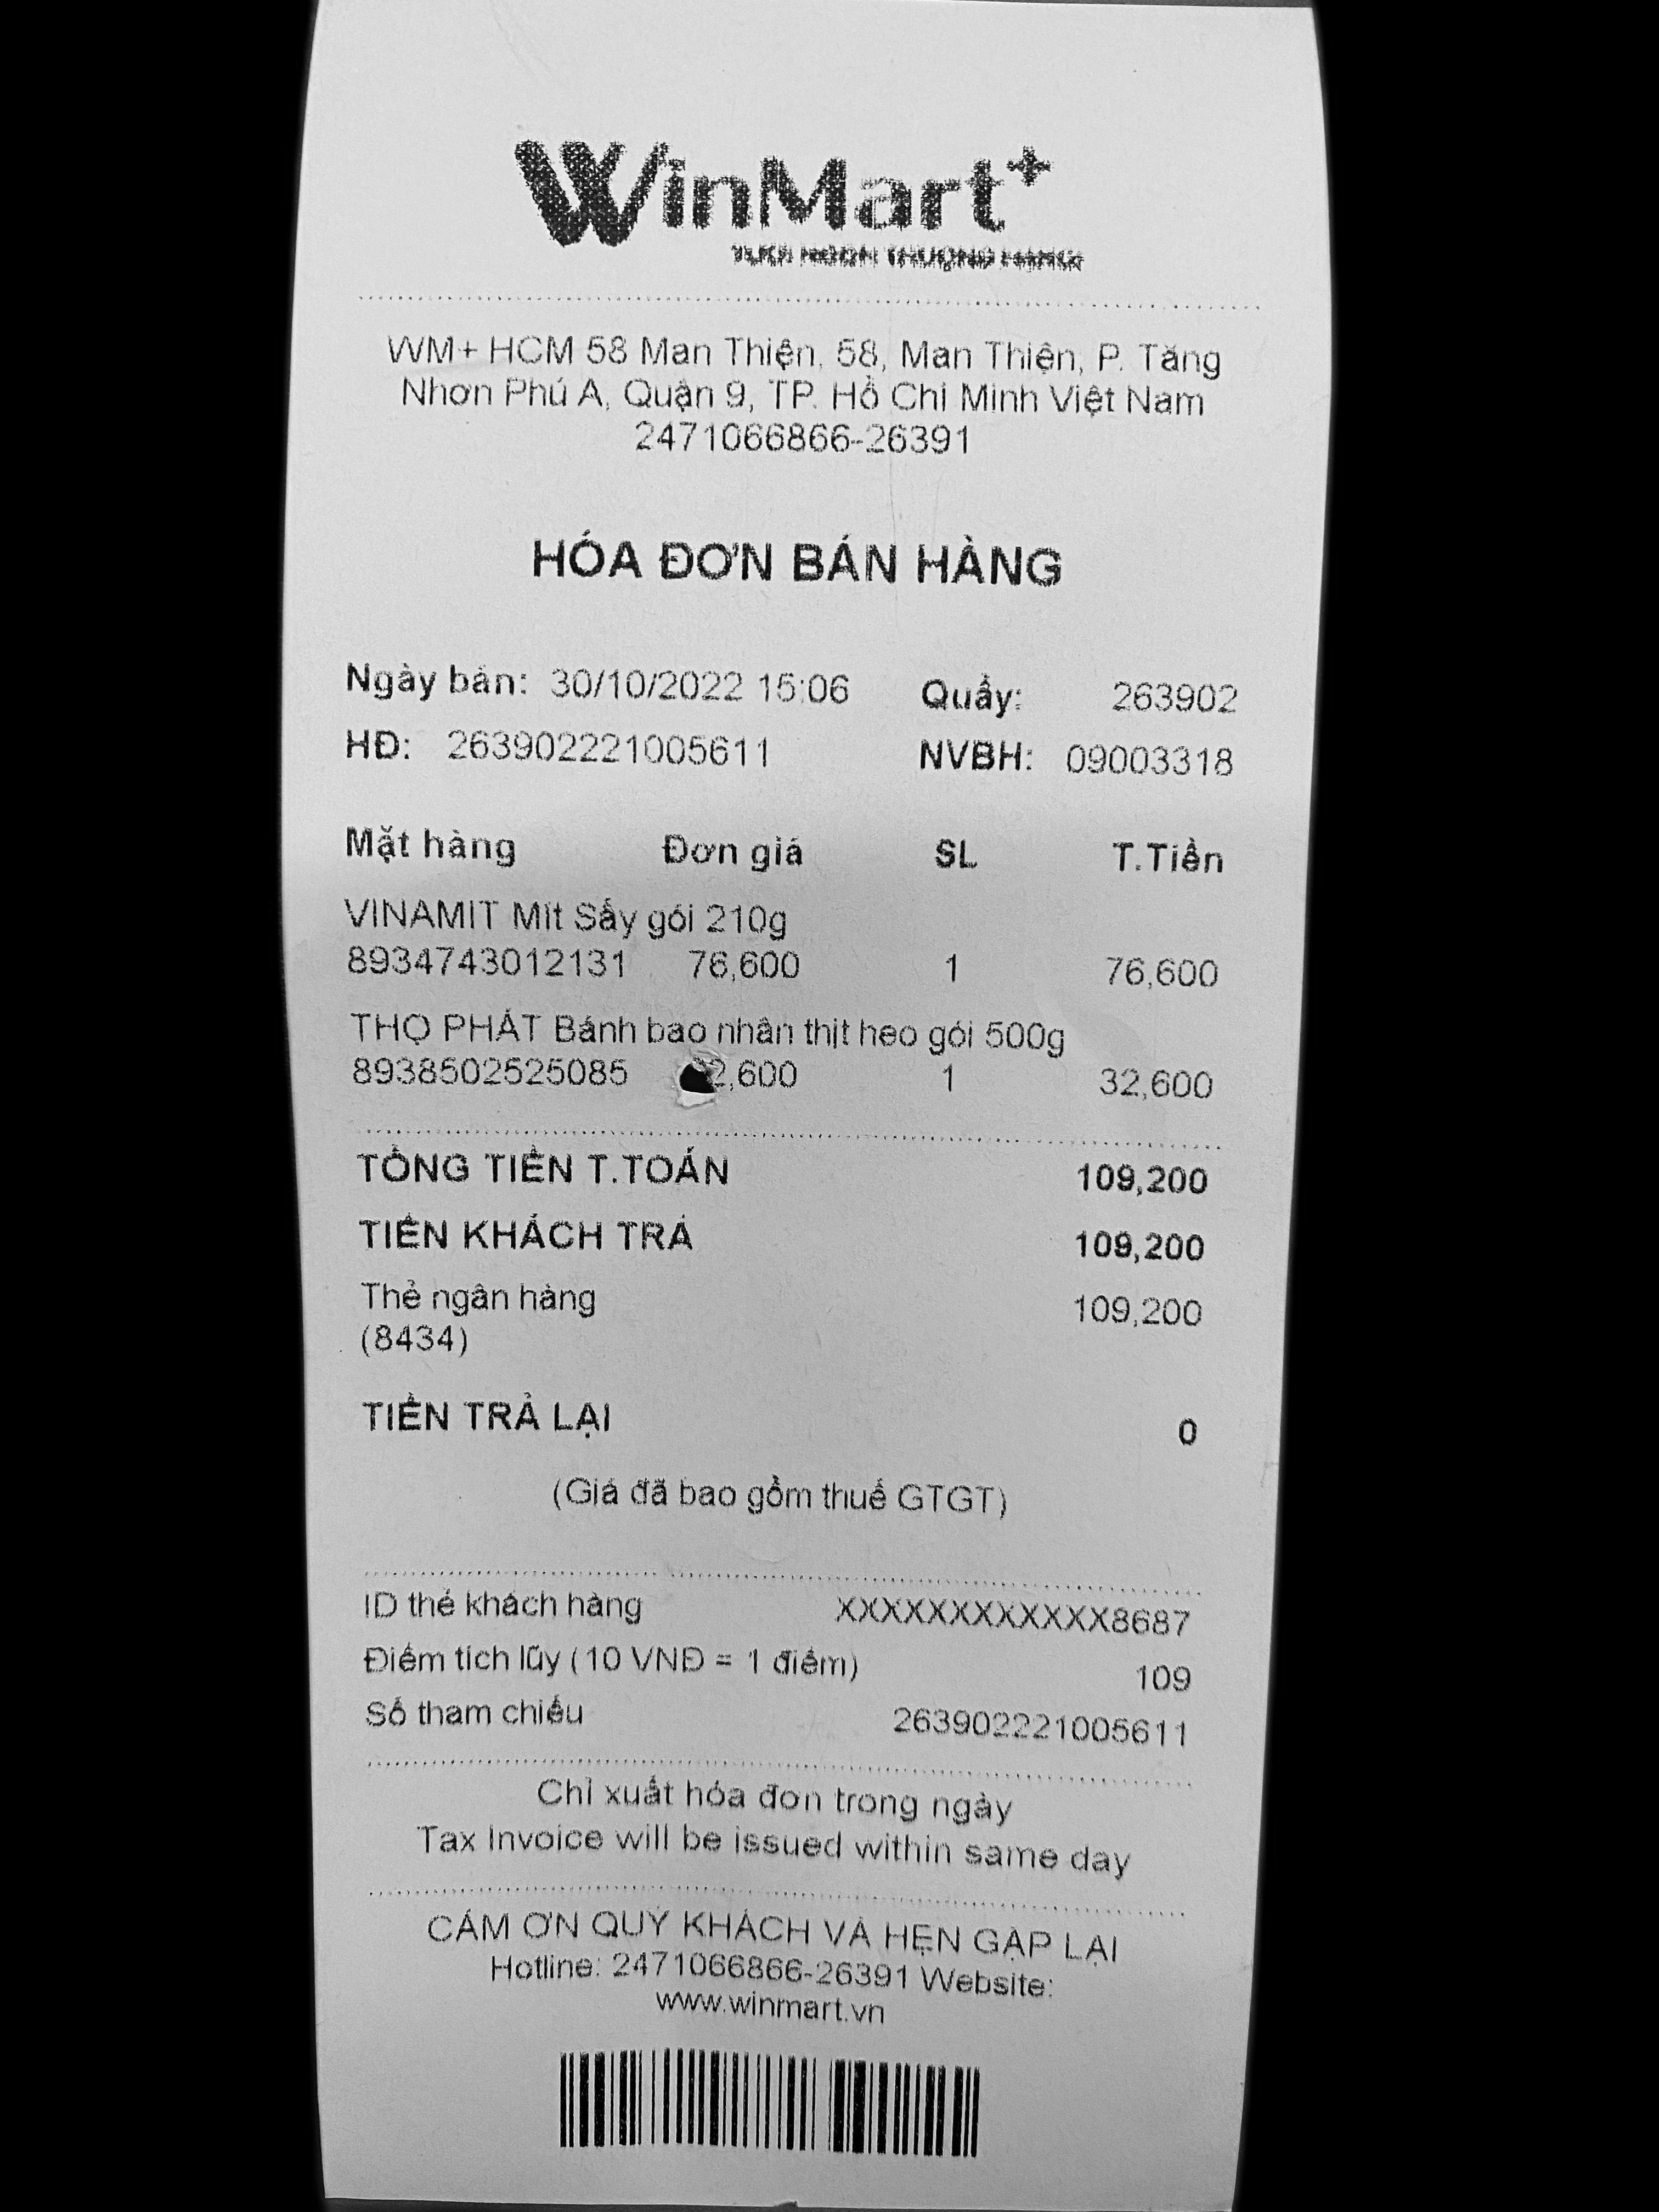 WinMart+
TƯƠI NGON THƯỢNG HẠNG
WM+ HCM 58 Man Thiện, 58, Man Thiện, P. Tăng
Nhơn Phú A, Quận 9, TP. Hồ Chí Minh Việt Nam
2471066866-26391
HÓA ĐƠN BÁN HÀNG
Ngày bán: 30/10/2022 15:06 Quầy: 263902
HĐ: 263902221005611 NVBH: 09003318
Mặt hàng Đơn giá SL T.Tiền
VINAMIT Mít Sấy gói 210g
8934743012131 76,600 1 76,600
THỌ PHÁT Bánh bao nhân thịt heo gói 500g
8938502525085 2,600 1 32,600
TỔNG TIỀN T.TOÁN 109,200
TIỀN KHÁCH TRẢ 109,200
Thẻ ngân hàng 109,200
(8434)
TIỀN TRẢ LẠI 0
(Giá đã bao gồm thuế GTGT)
ID thẻ khách hàng XXXXXXXXXXXX8687
Điểm tích lũy (10 VNĐ = 1 điểm) 109
Số tham chiếu 263902221005611
Chỉ xuất hóa đơn trong ngày
Tax Invoice will be issued within same day
CẢM ƠN QUÝ KHÁCH VÀ HẸN GẶP LẠI
Hotline: 2471066866-26391 Website:
www.winmart.vn